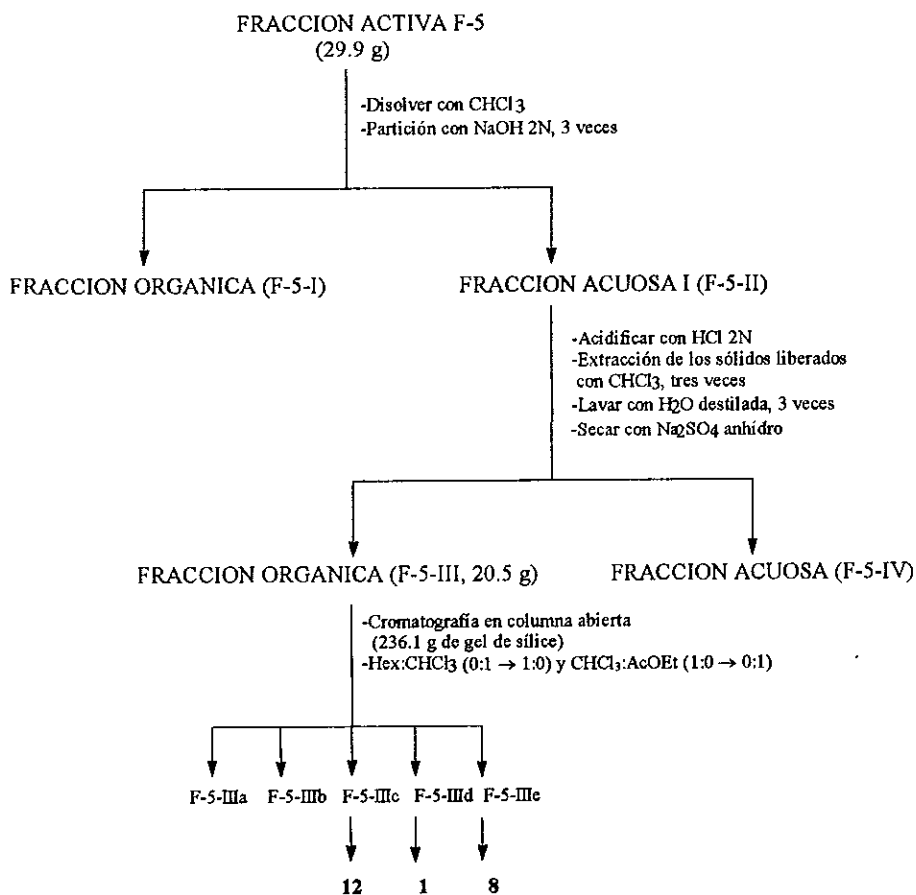 FRACCION ACTIVA F-5
(29.9 g)
-Disolver con CHCl3
-Partición con NaOH 2N, 3 veces
FRACCION ORGANICA (F-5-I)
FRACCION ACUOSA I (F-5-II)
-Acidificar con HCl 2N
-Extracción de los sólidos liberados
con CHCl3, tres veces
-Lavar con H2O destilada, 3 veces
-Secar con Na2SO4 anhídro
FRACCION ORGANICA (F-5-III, 20.5 g)
FRACCION ACUOSA (F-5-IV)
-Cromatografía en columna abierta
(236.1 g de gel de sílice)
-Hex:CHCl3 (0:1 → 1:0) y CHCl3:AcOEt (1:0 → 0:1)
F-5-IIIa F-5-IIIb F-5-IIIc F-5-IIId F-5-IIIe
12 1 8